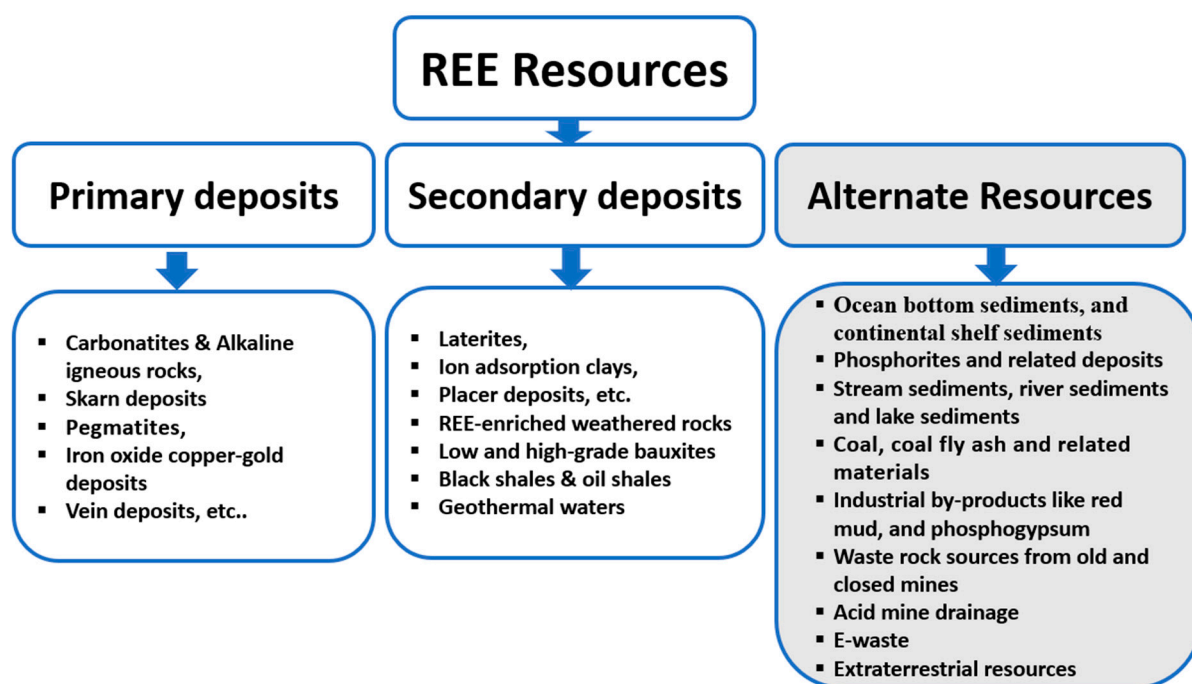 REE Resources
Primary deposits
Secondary deposits
Alternate Resources
▪ Carbonatites & Alkaline
igneous rocks,
▪ Skarn deposits
▪ Pegmatites,
▪ Iron oxide copper-gold
deposits
▪ Vein deposits, etc..
▪ Laterites,
▪ Ion adsorption clays,
▪ Placer deposits, etc.
▪ REE-enriched weathered rocks
▪ Low and high-grade bauxites
▪ Black shales & oil shales
▪ Geothermal waters
▪ Ocean bottom sediments, and
continental shelf sediments
▪ Phosphorites and related deposits
▪ Stream sediments, river sediments
and lake sediments
▪ Coal, coal fly ash and related
materials
▪ Industrial by-products like red
mud, and phosphogypsum
▪ Waste rock sources from old and
closed mines
▪ Acid mine drainage
▪ E-waste
▪ Extraterrestrial resources